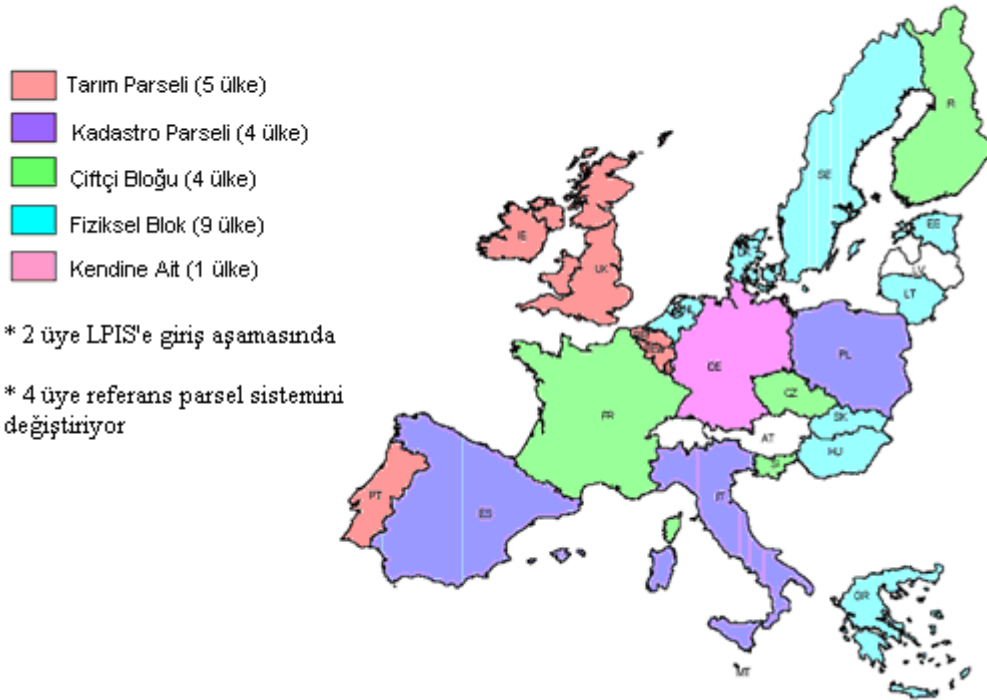 Tarım Parseli (5 ülke)
Kadastro Parseli (4 ülke)
Çiftçi Bloğu (4 ülke)
Fiziksel Blok (9 ülke)
Kendine Ait (1 ülke)
* 2 üye LPIS'e giriş aşamasında
* 4 üye referans parsel sistemini
değiştiriyor
FI
SE
EE
LV
LT
IE
UK
DE
PL
CZ
SK
AT
HU
FR
SI
IT
PT
ES
GR
MT